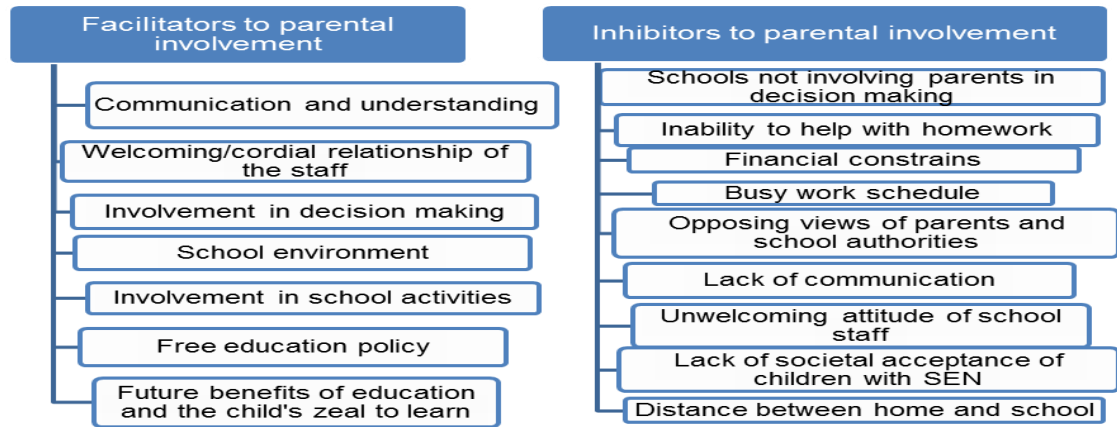 Facilitators to parental
involvement
Communication and understanding
Welcoming/cordial relationship of
the staff
Involvement in decision making
School environment
Involvement in school activities
Free education policy
Future benefits of education
and the child's zeal to learn
Inhibitors to parental involvement
Schools not involving parents in
decision making
Inability to help with homework
Financial constrains
Busy work schedule
Opposing views of parents and
school authorities
Lack of communication
Unwelcoming attitude of school
staff
Lack of societal acceptance of
children with SEN
Distance between home and school